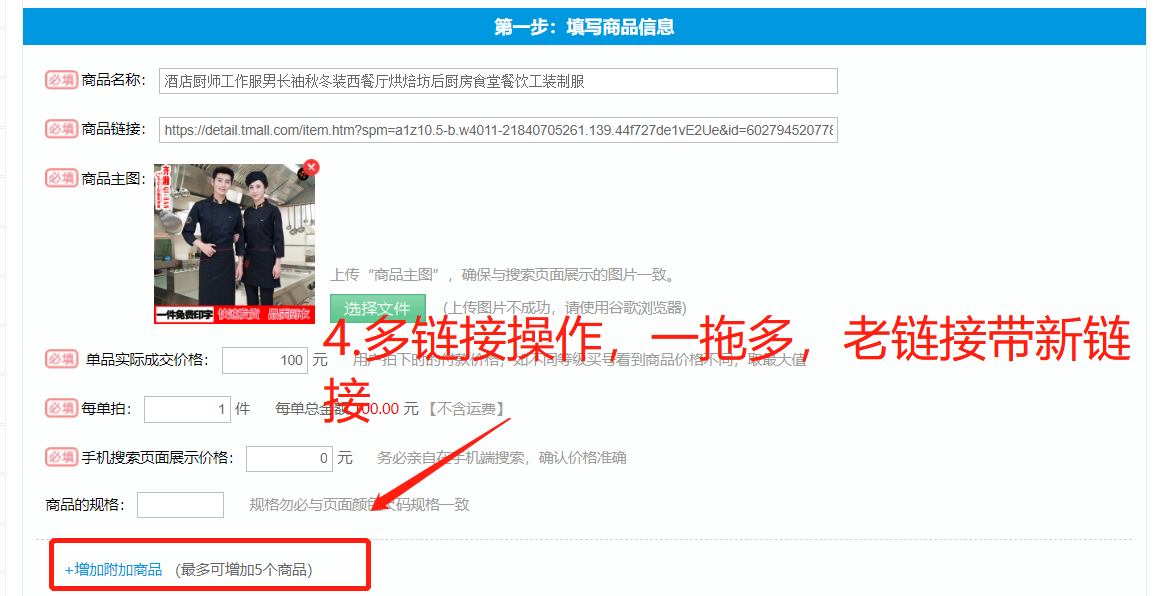 第一步：填写商品信息
必填 商品名称： 酒店厨师工作服男长袖秋冬装西餐厅烘焙坊后厨房食堂餐饮工装制服
必填 商品链接： https://detail.tmall.com/item.htm?spm=a1z10.5-b.w4011-21840705261.139.44f727de1vE2Ue&id=602794520778
必填 商品主图：
齐瀚
一件免费印字 快速发货
上传“商品主图”，确保与搜索页面展示的图片一致。
选择文件 (上传图片不成功，请使用谷歌浏览器)
4.多链接操作，一拖多，老链接带新链
接
必填 单品实际成交价格： 100 元 用户拍下时的付款价格，如不同等级买号看到商品价格不同，取最大值
必填 每单拍： 1 件 每单总金额 100.00 元 【不含运费】
必填 手机搜索页面展示价格： 0 元 务必亲自在手机端搜索，确认价格准确
商品的规格： 规格勿必与页面颜色尺码规格一致
+增加附加商品 (最多可增加5个商品)